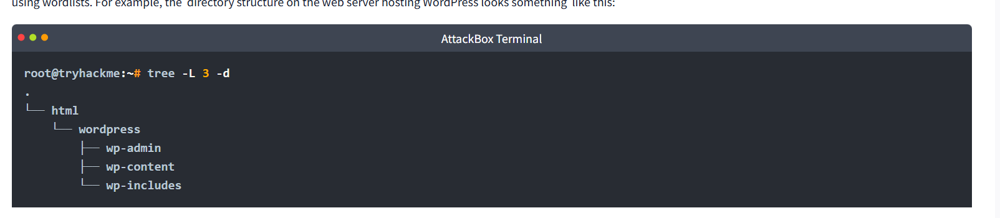 using wordlists. For example, the directory structure on the web server hosting WordPress looks something like this:
AttackBox Terminal
root@tryhackme:~# tree -L 3 -d
.
└── html
    └── wordpress
        ├── wp-admin
        ├── wp-content
        └── wp-includes